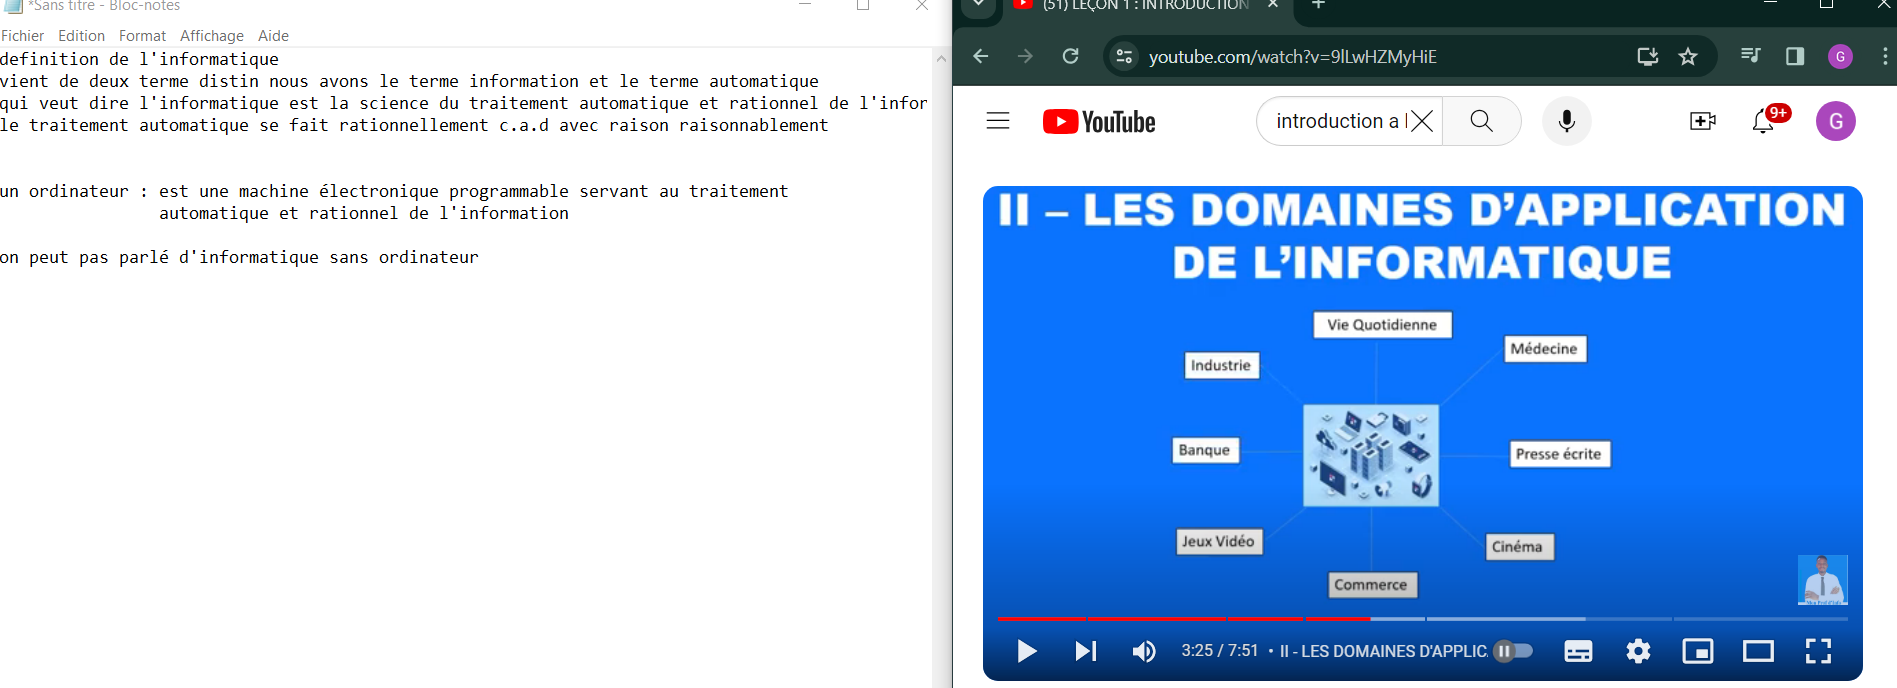 *Sans titre - Bloc-notes
Fichier Edition Format Affichage Aide
definition de l'informatique
vient de deux terme distin nous avons le terme information et le terme automatique
qui veut dire l'informatique est la science du traitement automatique et rationnel de l'infor
le traitement automatique se fait rationnellement c.a.d avec raison raisonnablement
un ordinateur : est une machine électronique programmable servant au traitement
automatique et rationnel de l'information
on peut pas parlé d'informatique sans ordinateur
(51) LEÇON 1 : INTRODUCTION
youtube.com/watch?v=9lLwHZMyHiE
G
YouTube
introduction a l
9+
G
II – LES DOMAINES D'APPLICATION
DE L'INFORMATIQUE
Vie Quotidienne
Médecine
Industrie
Banque
Presse écrite
Jeux Vidéo
Cinéma
Commerce
3:25 / 7:51 • II - LES DOMAINES D'APPLIC